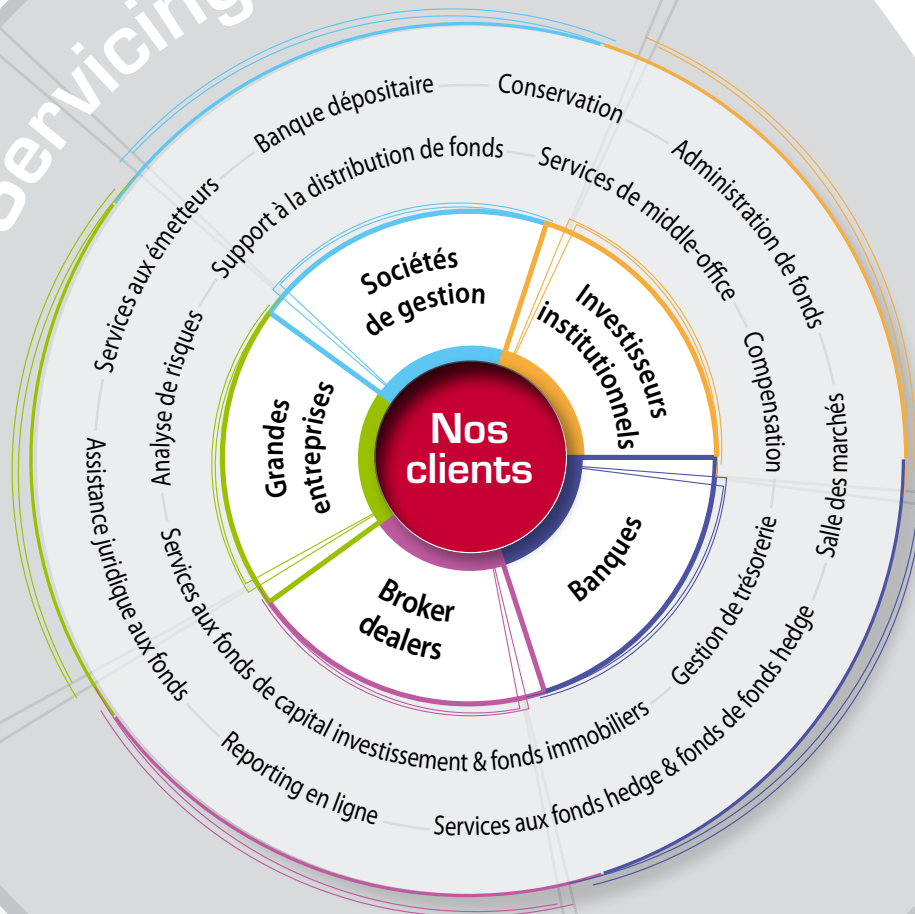 Servicing
Banque dépositaire
Conservation
Administration de fonds
Salle des marchés
Services aux fonds hedge & fonds de fonds hedge
Reporting en ligne
Assistance juridique aux fonds
Services aux émetteurs
Support à la distribution de fonds
Services de middle-office
Compensation
Gestion de trésorerie
Services aux fonds de capital investissement & fonds immobiliers
Analyse de risques
Sociétés
de gestion
Investisseurs
institutionnels
Banques
Broker
dealers
Grandes
entreprises
Nos
clients